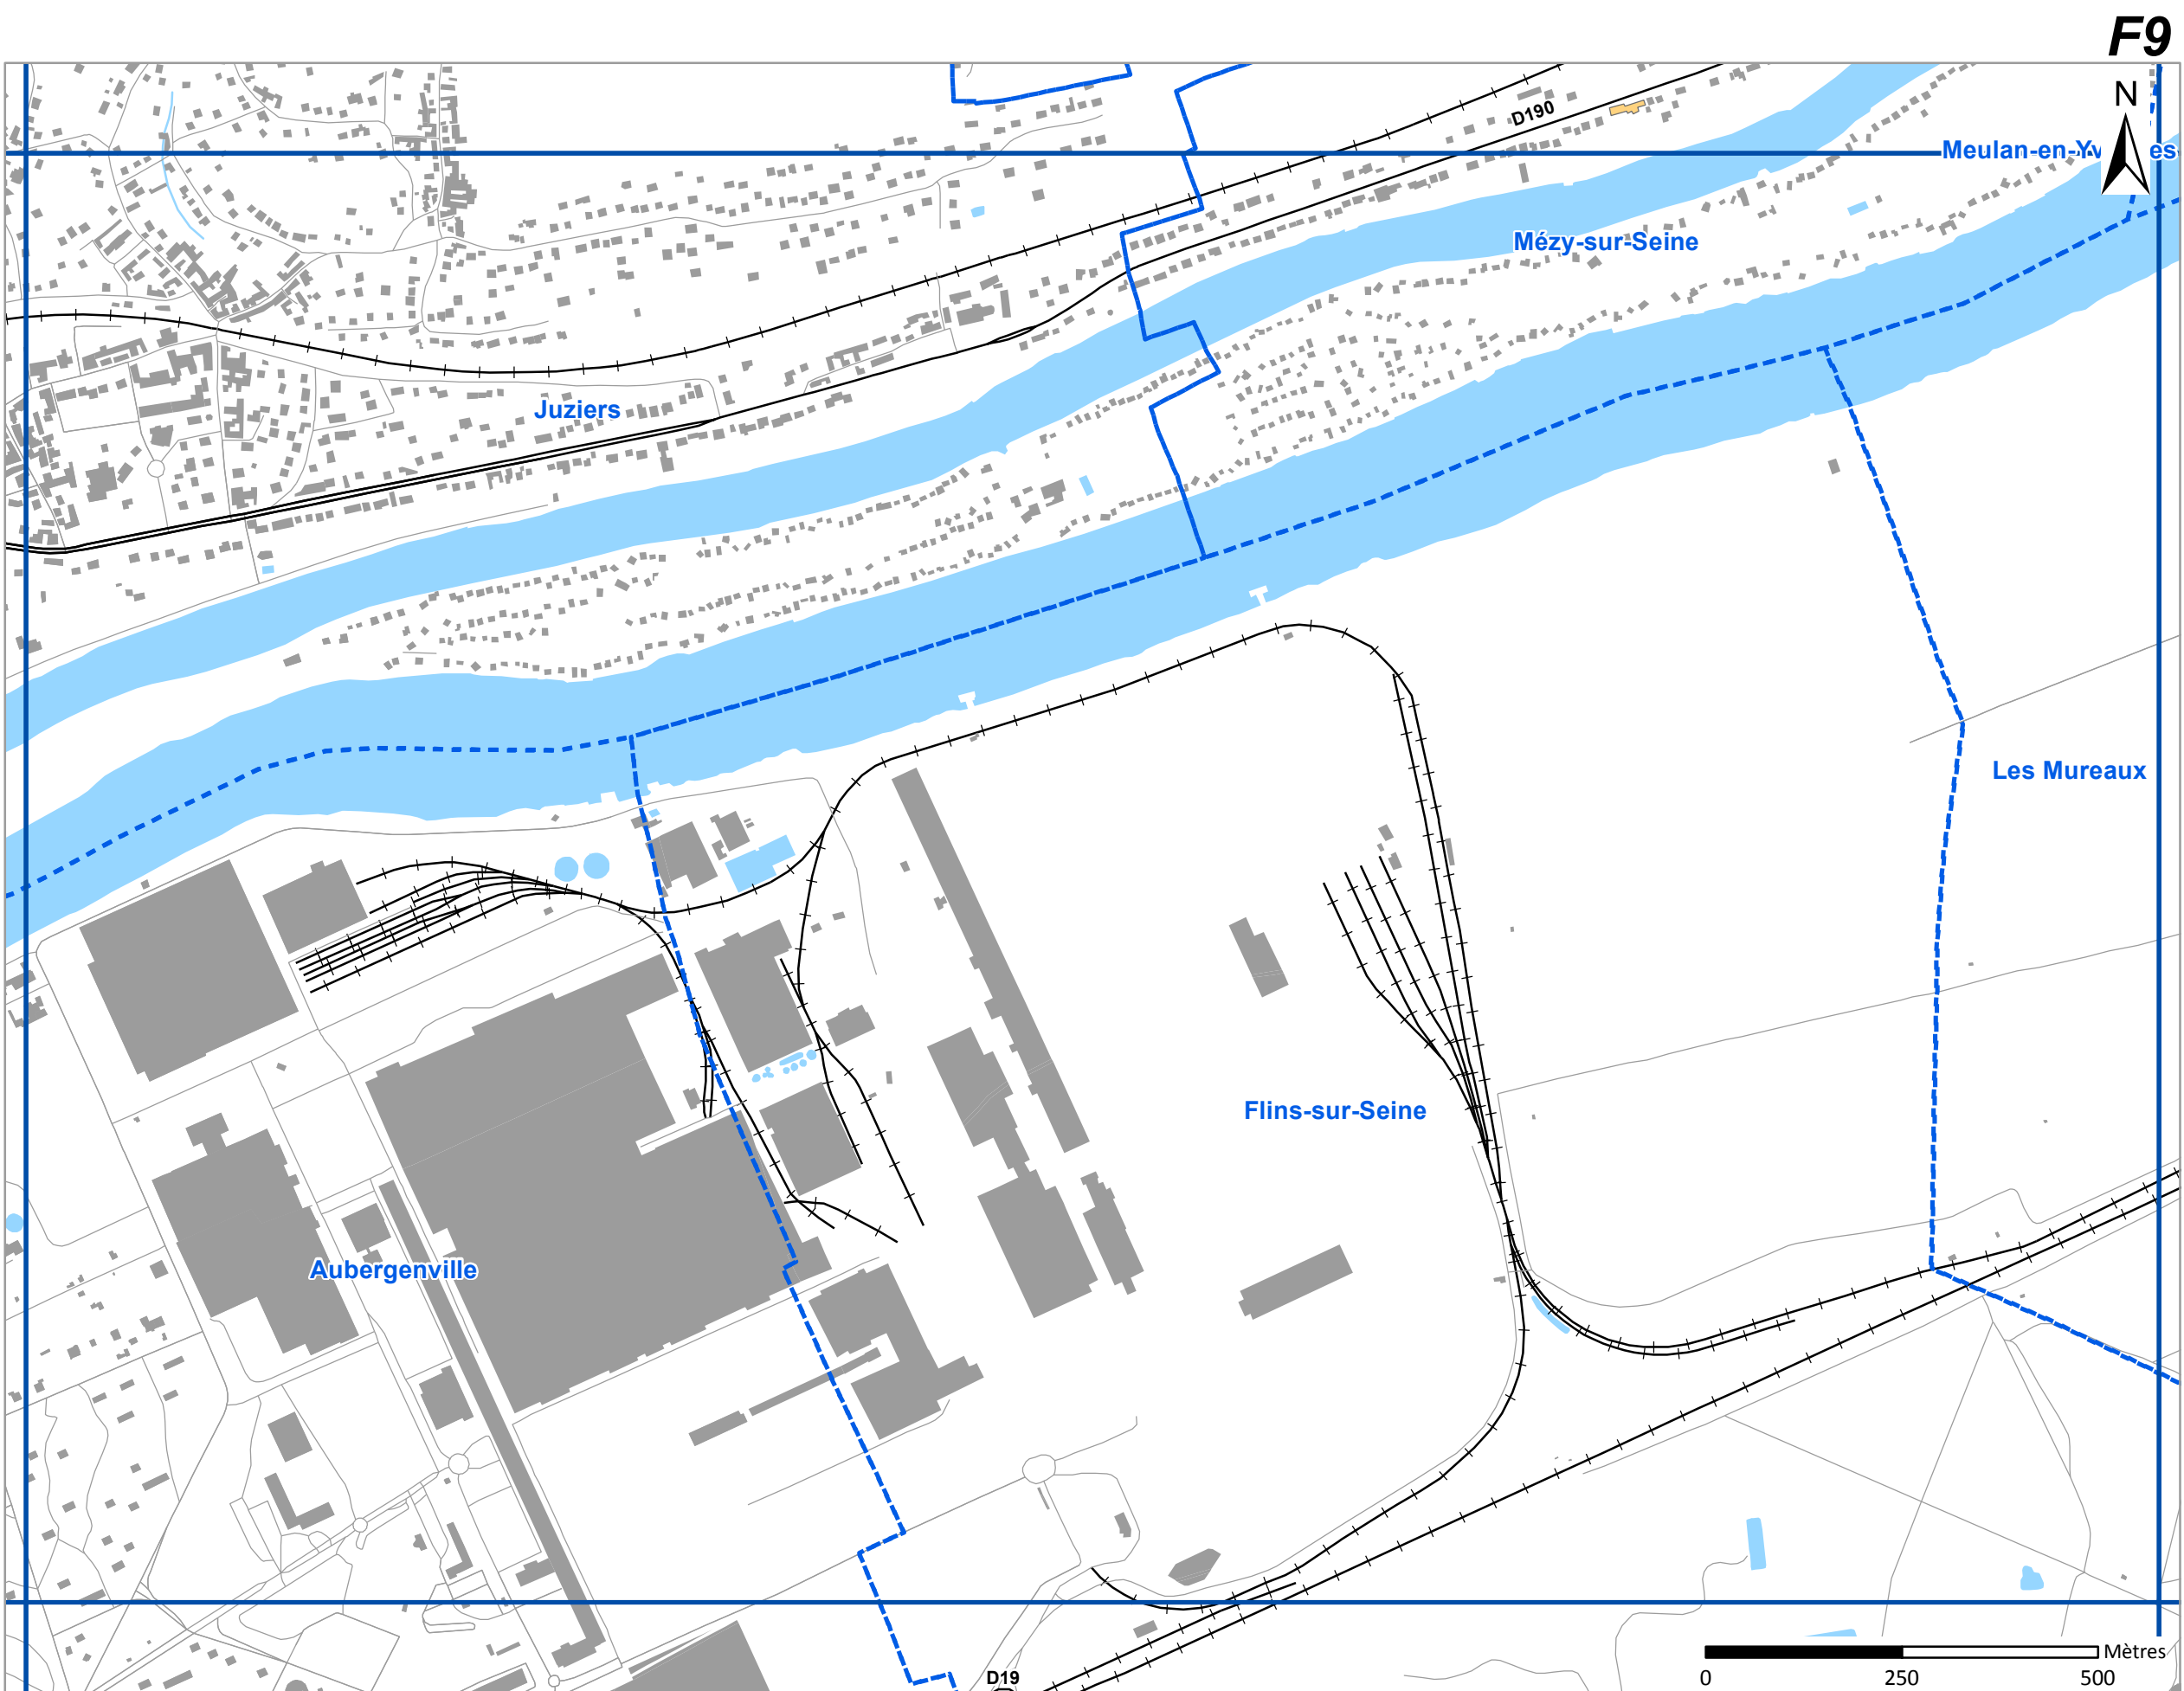 F9
N
D190
Meulan-en-Yv es
Mézy-sur-Seine
Juziers
Les Mureaux
Flins-sur-Seine
Aubergenville
D19
Mètres
0 250 500